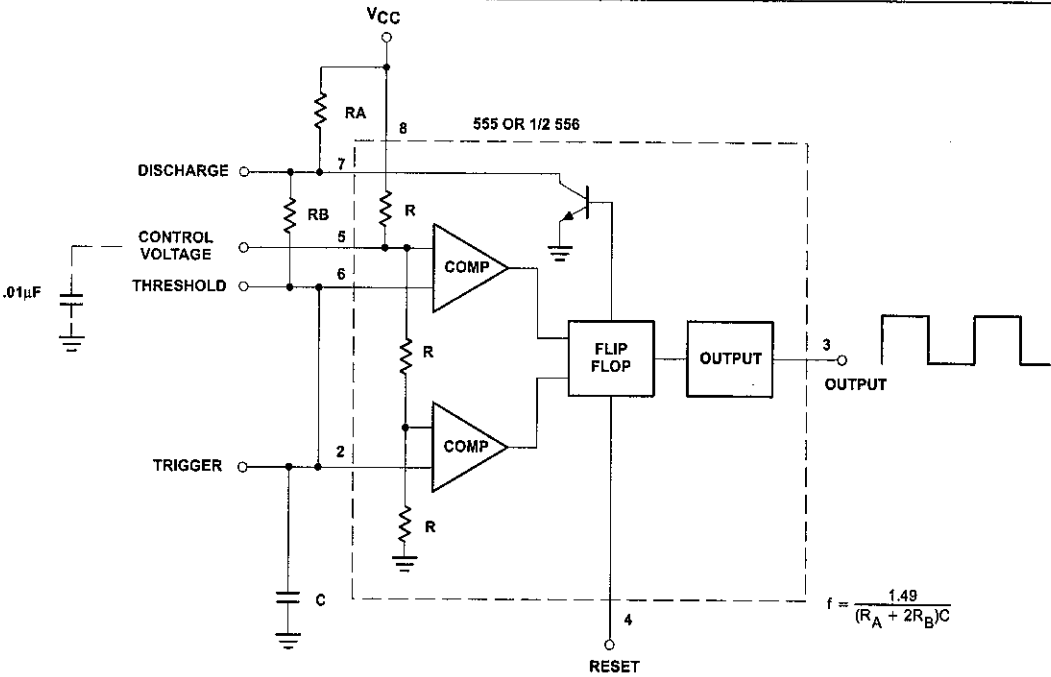 VCC
RA
8
555 OR 1/2 556
DISCHARGE
7
RB
R
CONTROL
VOLTAGE
5
COMP
THRESHOLD
6
.01μF
R
FLIP
FLOP
OUTPUT
3
OUTPUT
COMP
TRIGGER
2
R
C
4
f = 1.49
(RA + 2RB)C
RESET